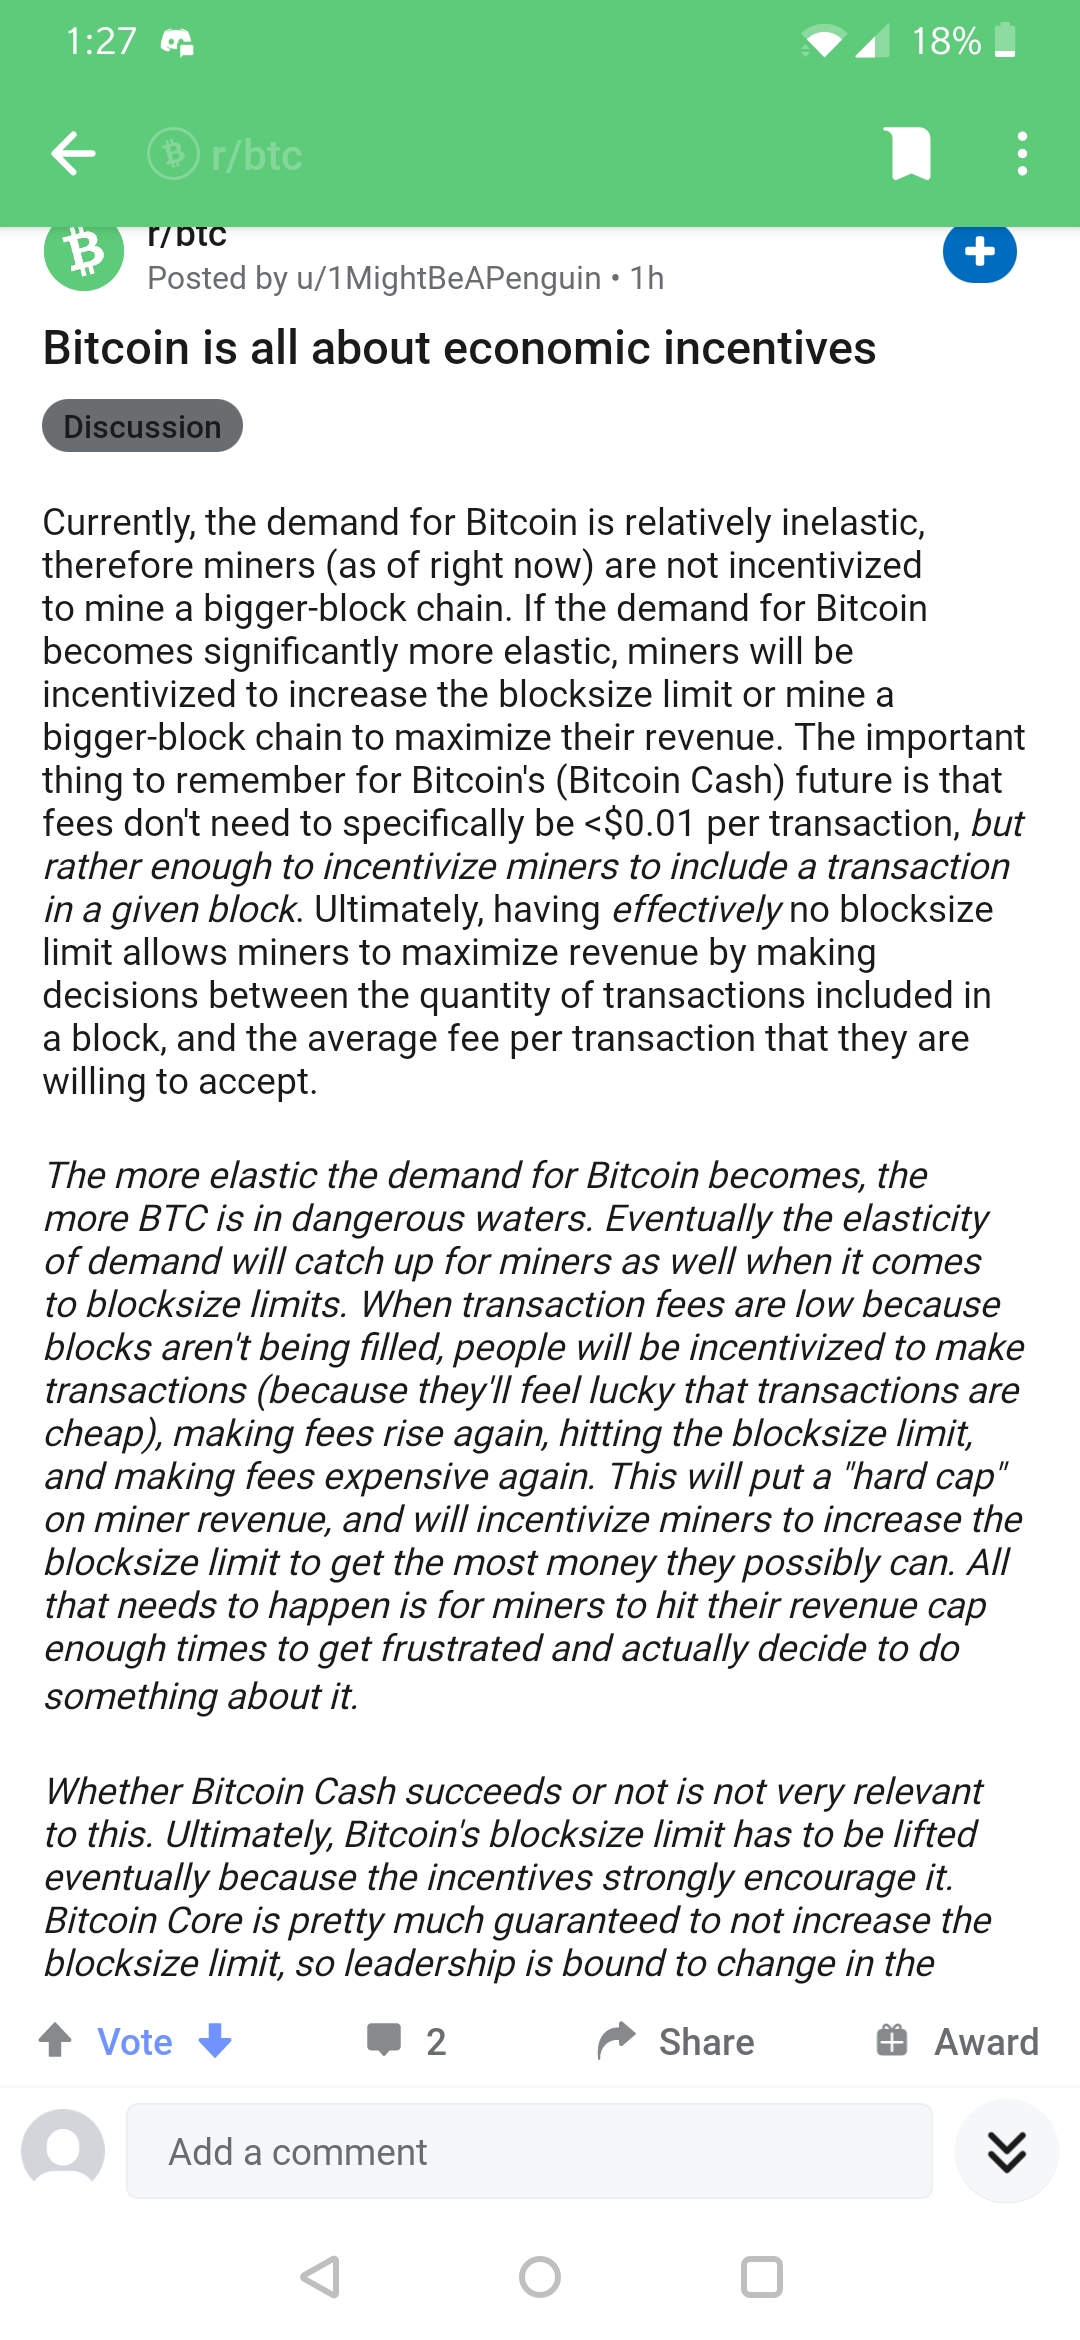 1:27
18%
r/btc
r/btc
Posted by u/1MightBeAPenguin • 1h
Bitcoin is all about economic incentives
Discussion
Currently, the demand for Bitcoin is relatively inelastic,
therefore miners (as of right now) are not incentivized
to mine a bigger-block chain. If the demand for Bitcoin
becomes significantly more elastic, miners will be
incentivized to increase the blocksize limit or mine a
bigger-block chain to maximize their revenue. The important
thing to remember for Bitcoin's (Bitcoin Cash) future is that
fees don't need to specifically be <$0.01 per transaction, but
rather enough to incentivize miners to include a transaction
in a given block. Ultimately, having effectively no blocksize
limit allows miners to maximize revenue by making
decisions between the quantity of transactions included in
a block, and the average fee per transaction that they are
willing to accept.
The more elastic the demand for Bitcoin becomes, the
more BTC is in dangerous waters. Eventually the elasticity
of demand will catch up for miners as well when it comes
to blocksize limits. When transaction fees are low because
blocks aren't being filled, people will be incentivized to make
transactions (because they'll feel lucky that transactions are
cheap), making fees rise again, hitting the blocksize limit,
and making fees expensive again. This will put a "hard cap"
on miner revenue, and will incentivize miners to increase the
blocksize limit to get the most money they possibly can. All
that needs to happen is for miners to hit their revenue cap
enough times to get frustrated and actually decide to do
something about it.
Whether Bitcoin Cash succeeds or not is not very relevant
to this. Ultimately, Bitcoin's blocksize limit has to be lifted
eventually because the incentives strongly encourage it.
Bitcoin Core is pretty much guaranteed to not increase the
blocksize limit, so leadership is bound to change in the
Vote 2 Share Award
Add a comment